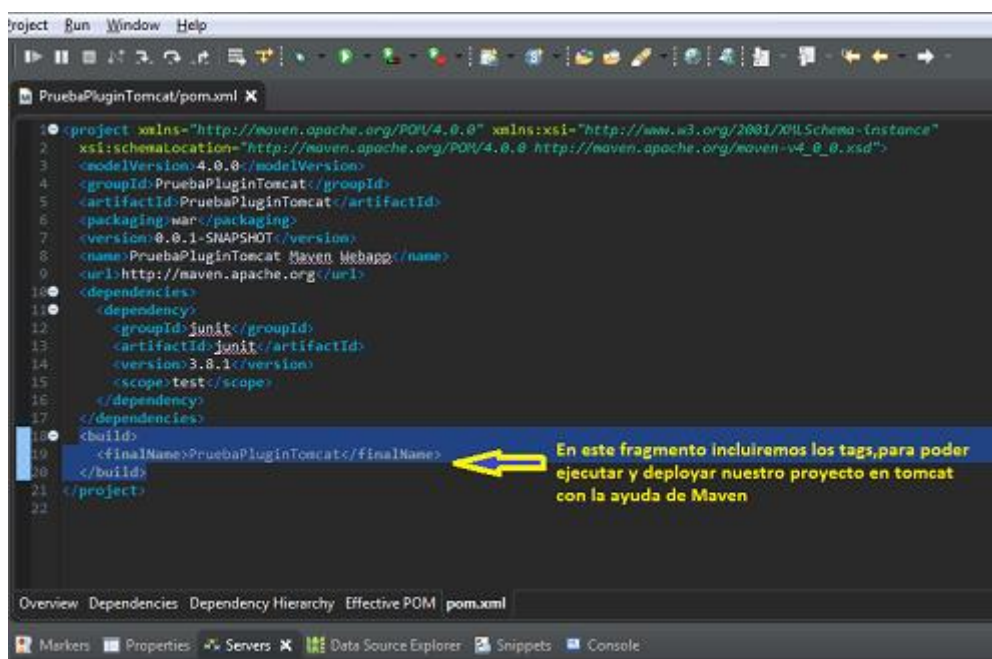 Project Run Window Help
PruebaPluginTomcat/pom.xml
1 <project xmlns="http://maven.apache.org/POM/4.0.0" xmlns:xsi="http://www.w3.org/2001/XMLSchema-instance"
2 xsi:schemaLocation="http://maven.apache.org/POM/4.0.0 http://maven.apache.org/maven-v4_0_0.xsd">
3 <modelVersion>4.0.0</modelVersion>
4 <groupId>PruebaPluginTomcat</groupId>
5 <artifactId>PruebaPluginTomcat</artifactId>
6 <packaging>war</packaging>
7 <version>0.0.1-SNAPSHOT</version>
8 <name>PruebaPluginTomcat Maven Webapp</name>
9 <url>http://maven.apache.org</url>
10 <dependencies>
11 <dependency>
12 <groupId>junit</groupId>
13 <artifactId>junit</artifactId>
14 <version>3.8.1</version>
15 <scope>test</scope>
16 </dependency>
17 </dependencies>
18 <build>
19 <finalName>PruebaPluginTomcat</finalName>
20 </build>
21 </project>
22
En este fragmento incluiremos los tags,para poder
ejecutar y deployar nuestro proyecto en tomcat
con la ayuda de Maven
Overview Dependencies Dependency Hierarchy Effective POM pom.xml
Markers Properties Servers Data Source Explorer Snippets Console